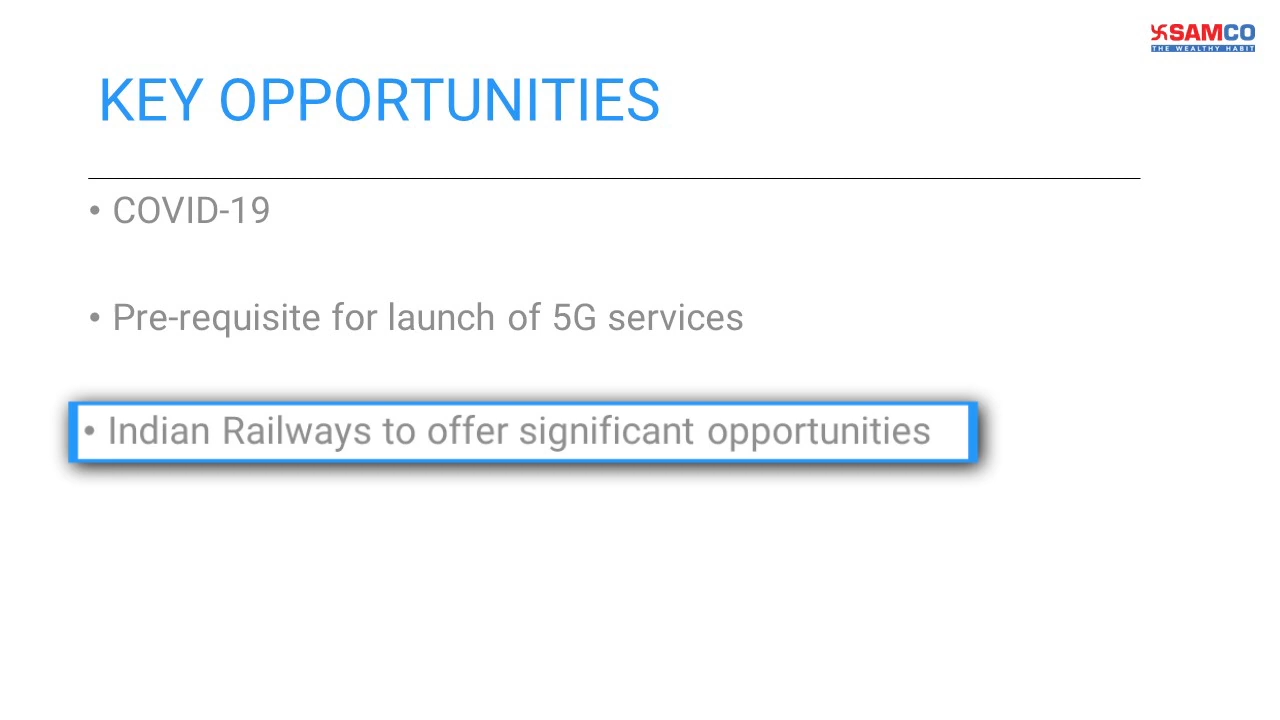 SAMCO
THE WEALTHY HABIT
KEY OPPORTUNITIES
• COVID-19
• Pre-requisite for launch of 5G services
• Indian Railways to offer significant opportunities